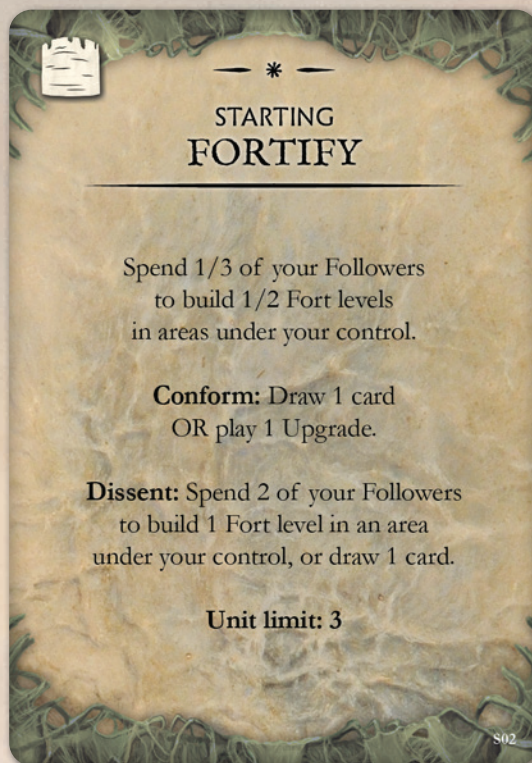 STARTING
FORTIFY
Spend 1/3 of your Followers
to build 1/2 Fort levels
in areas under your control.
Conform: Draw 1 card
OR play 1 Upgrade.
Dissent: Spend 2 of your Followers
to build 1 Fort level in an area
under your control, or draw 1 card.
Unit limit: 3
S02